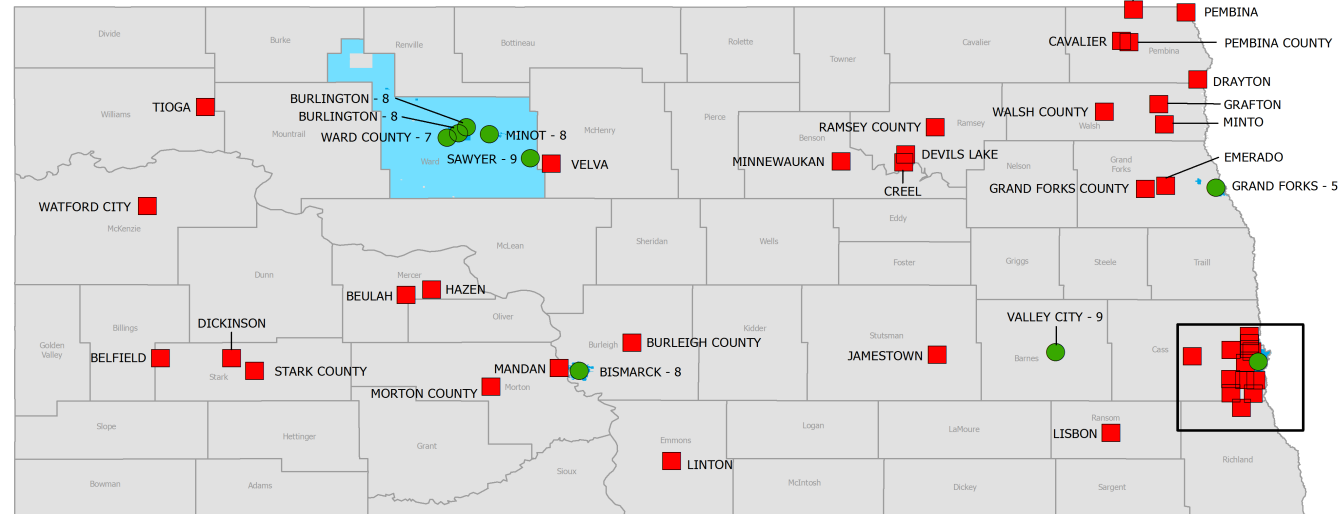 PEMBINA
Divide
Burke
Renville
Bottineau
Rolette
Towner
Cavalier
CAVALIER
PEMBINA COUNTY
Pembina
DRAYTON
TIOGA
Williams
Mountrail
BURLINGTON - 8
BURLINGTON - 8
WARD COUNTY - 7
MINOT - 8
SAWYER - 9
Ward
VELVA
McHenry
Pierce
Benson
RAMSEY COUNTY
Ramsey
WALSH COUNTY
Walsh
GRAFTON
MINTO
MINNEWAUKAN
DEVILS LAKE
CREEL
Nelson
Grand
Forks
EMERADO
GRAND FORKS COUNTY
GRAND FORKS - 5
WATFORD CITY
McKenzie
McLean
Sheridan
Wells
Eddy
Foster
Griggs
Steele
Traill
Dunn
Mercer
BEULAH
HAZEN
Oliver
Golden
Valley
Billings
DICKINSON
BELFIELD
Stark
STARK COUNTY
MORTON COUNTY
Morton
MANDAN
BISMARCK - 8
Burleigh
BURLEIGH COUNTY
Kidder
Stutsman
JAMESTOWN
VALLEY CITY - 9
Barnes
Cass
Slope
Hettinger
Grant
Emmons
LINTON
Logan
LaMoure
LISBON
Ransom
Richland
Bowman
Adams
Sioux
McIntosh
Dickey
Sargent